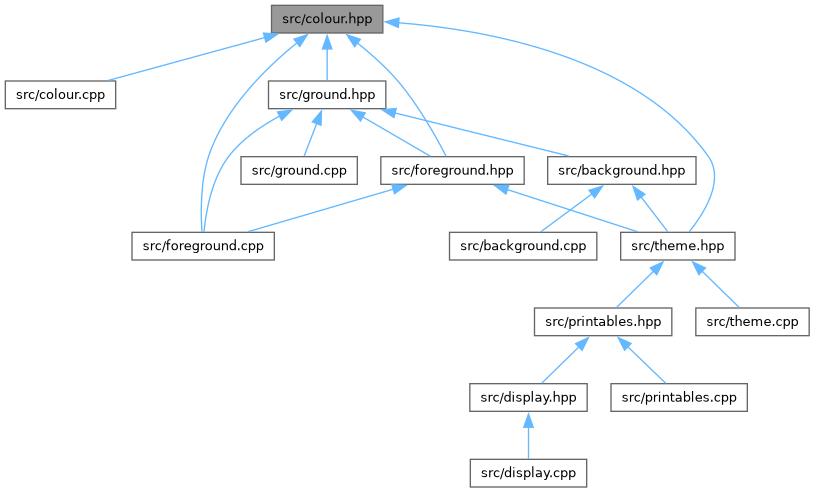 src/colour.hpp
src/colour.cpp
src/ground.hpp
src/ground.cpp
src/foreground.hpp
src/background.hpp
src/foreground.cpp
src/background.cpp
src/theme.hpp
src/printables.hpp
src/theme.cpp
src/display.hpp
src/printables.cpp
src/display.cpp